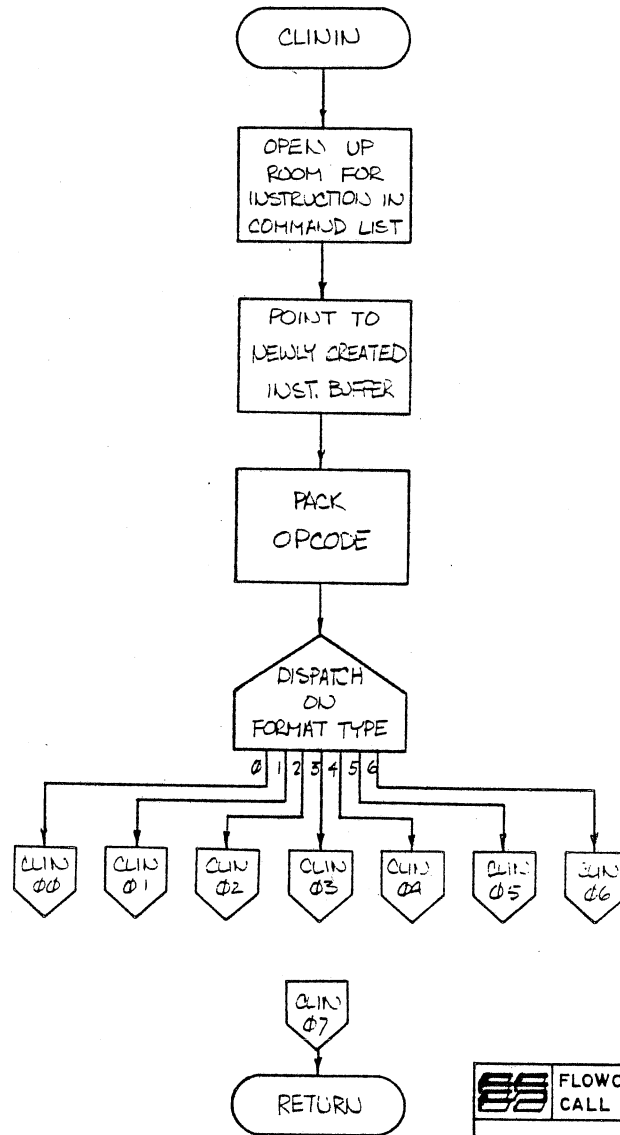 CLININ
OPEN UP
ROOM FOR
INSTRUCTION IN
COMMAND LIST
POINT TO
NEWLY CREATED
INST. BUFFER
PACK
OPCODE
DISPATCH
ON
FORMAT TYPE
Ø 1 2 3 4 5 6
CLIN
ØØ
CLIN
Ø1
CLIN
Ø2
CLIN
Ø3
CLIN
Ø4
CLIN
Ø5
CLIN
Ø6
CLIN
Ø7
RETURN
ES FLOWC
CALL